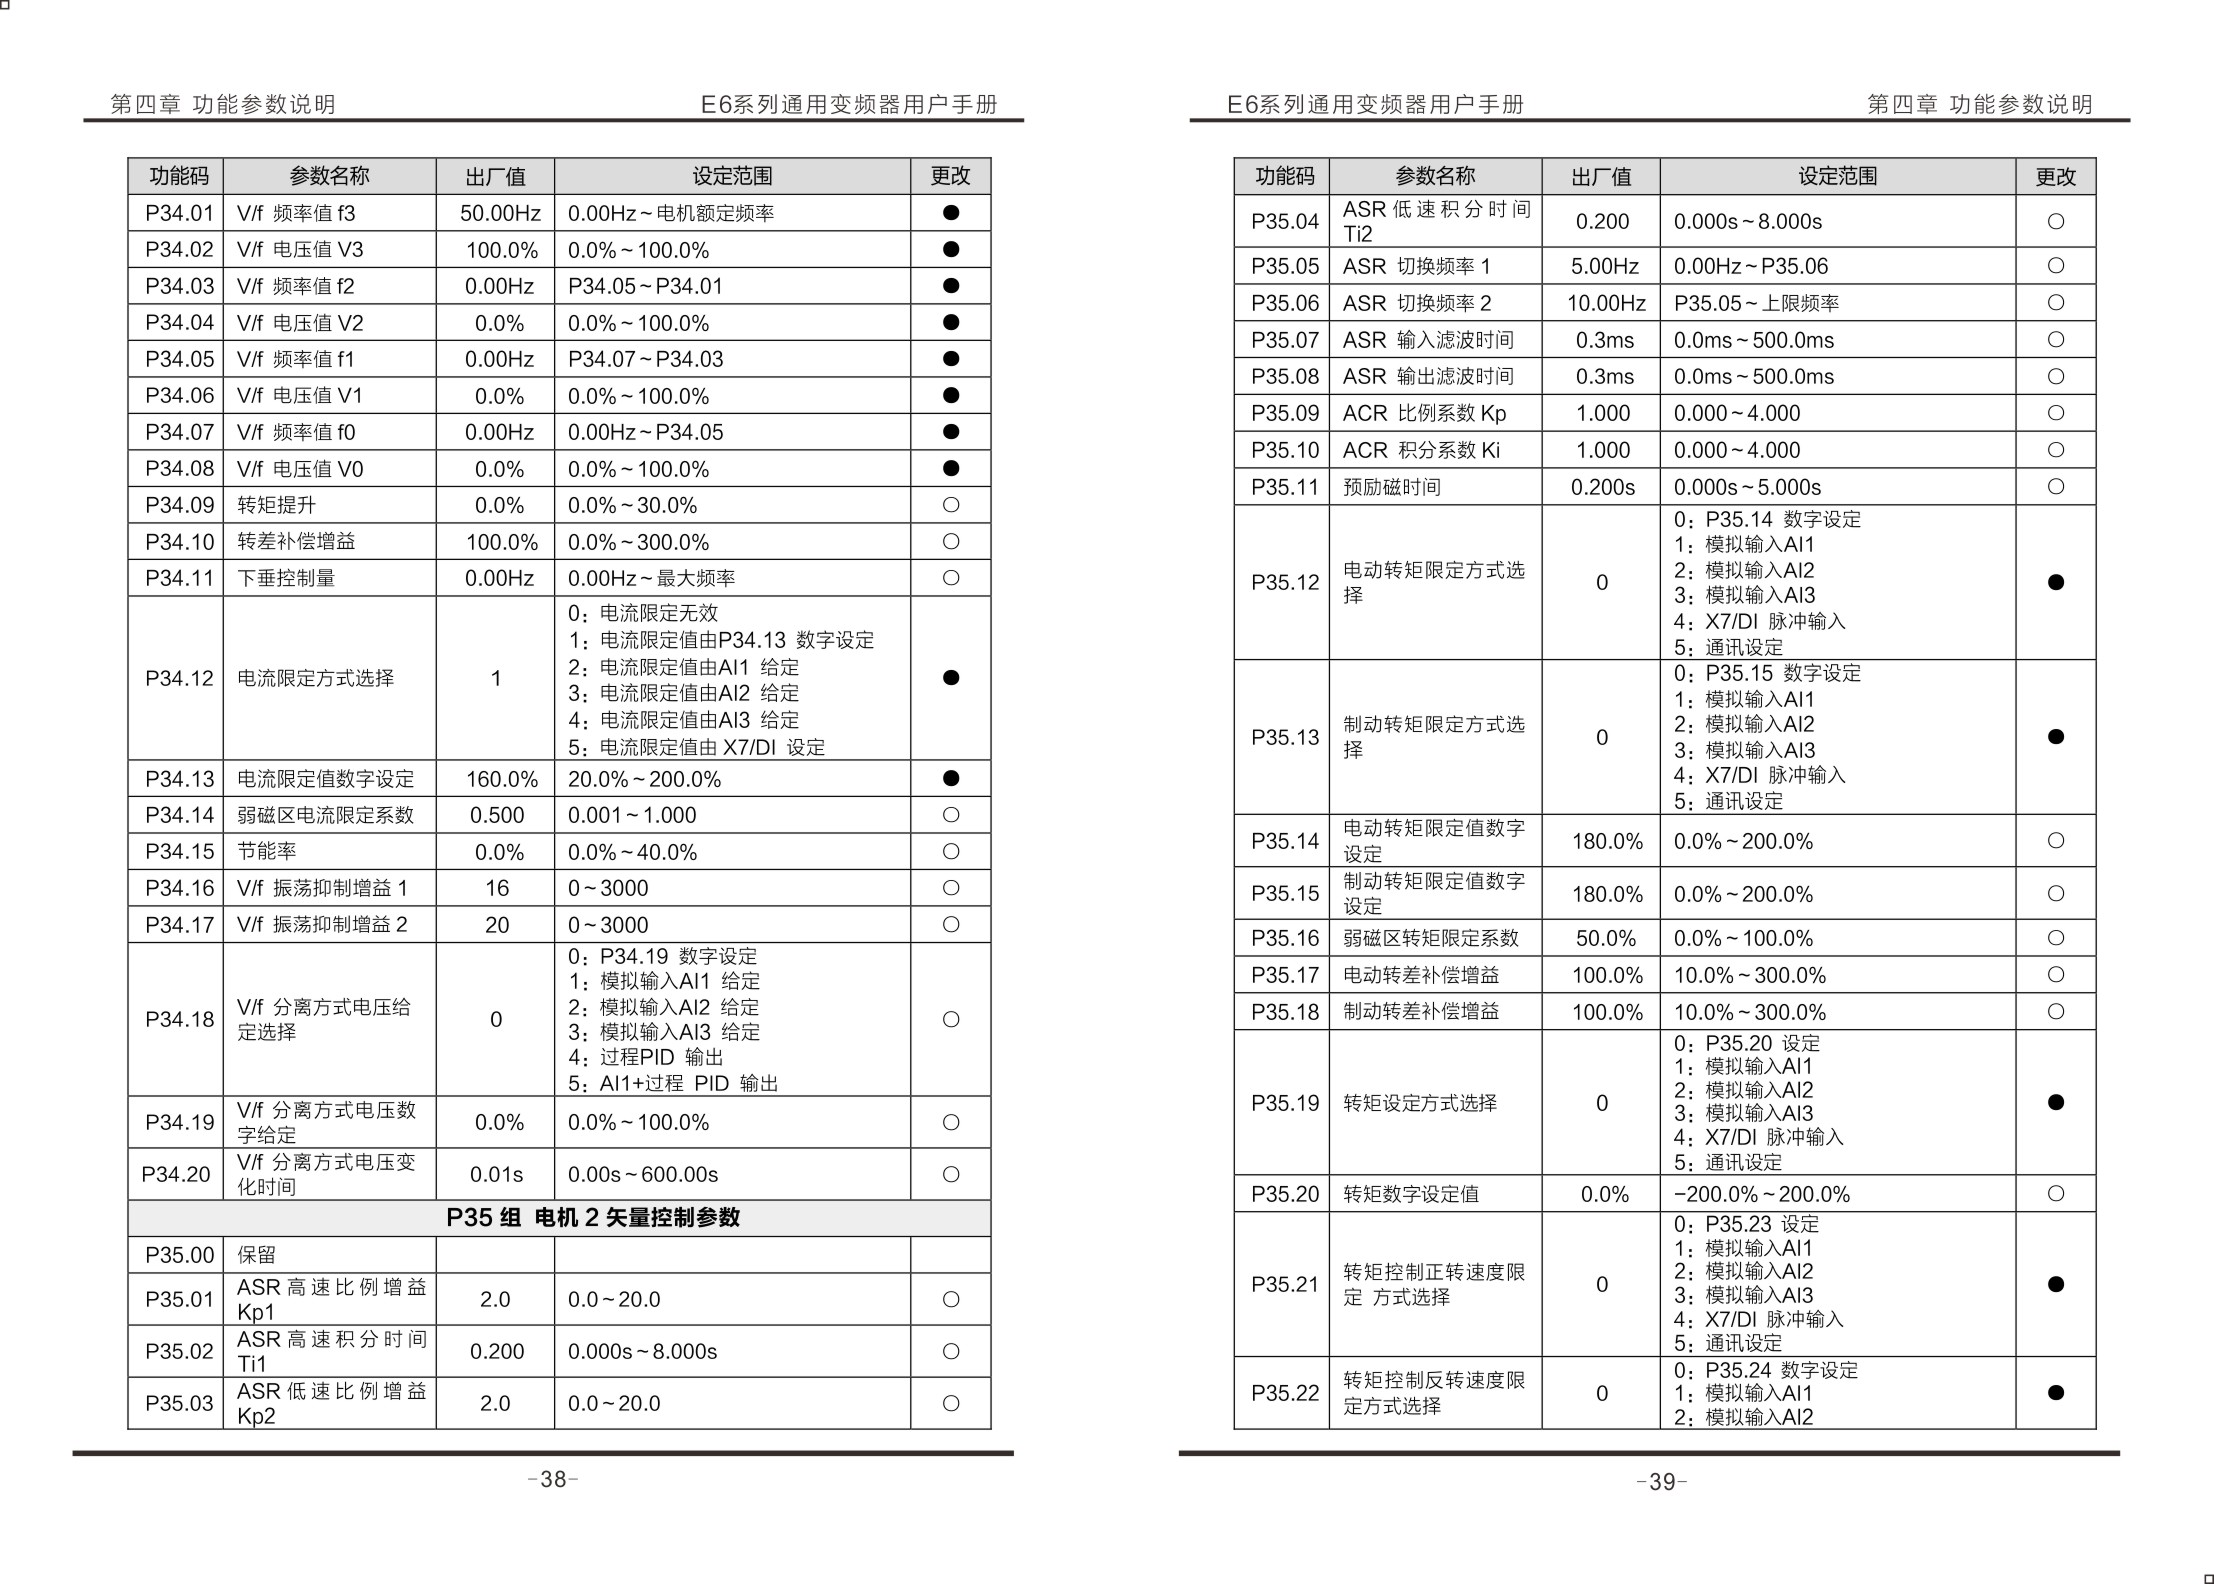 第四章 功能参数说明 E6系列通用变频器用户手册
功能码 参数名称 出厂值 设定范围 更改
P34.01 V/f 频率值 f3 50.00Hz 0.00Hz~电机额定频率 ●
P34.02 V/f 电压值 V3 100.0% 0.0%~100.0% ●
P34.03 V/f 频率值 f2 0.00Hz P34.05~P34.01 ●
P34.04 V/f 电压值 V2 0.0% 0.0%~100.0% ●
P34.05 V/f 频率值 f1 0.00Hz P34.07~P34.03 ●
P34.06 V/f 电压值 V1 0.0% 0.0%~100.0% ●
P34.07 V/f 频率值 f0 0.00Hz 0.00Hz~P34.05 ●
P34.08 V/f 电压值 V0 0.0% 0.0%~100.0% ●
P34.09 转矩提升 0.0% 0.0%~30.0% ○
P34.10 转差补偿增益 100.0% 0.0%~300.0% ○
P34.11 下垂控制量 0.00Hz 0.00Hz~最大频率 ○
P34.12 电流限定方式选择 1 0：电流限定无效
1：电流限定值由P34.13 数字设定
2：电流限定值由AI1 给定
3：电流限定值由AI2 给定
4：电流限定值由AI3 给定
5：电流限定值由 X7/DI 设定 ●
P34.13 电流限定值数字设定 160.0% 20.0%~200.0% ●
P34.14 弱磁区电流限定系数 0.500 0.001~1.000 ○
P34.15 节能率 0.0% 0.0%~40.0% ○
P34.16 V/f 振荡抑制增益 1 16 0~3000 ○
P34.17 V/f 振荡抑制增益 2 20 0~3000 ○
P34.18 V/f 分离方式电压给
定选择 0 0：P34.19 数字设定
1：模拟输入AI1 给定
2：模拟输入AI2 给定
3：模拟输入AI3 给定
4：过程PID 输出
5：AI1+过程 PID 输出 ○
P34.19 V/f 分离方式电压数
字给定 0.0% 0.0%~100.0% ○
P34.20 V/f 分离方式电压变
化时间 0.01s 0.00s~600.00s ○
P35 组 电机 2 矢量控制参数
P35.00 保留
P35.01 ASR 高速比例增益
Kp1 2.0 0.0~20.0 ○
P35.02 ASR 高速积分时间
Ti1 0.200 0.000s~8.000s ○
P35.03 ASR 低速比例增益
Kp2 2.0 0.0~20.0 ○
-38-
E6系列通用变频器用户手册 第四章 功能参数说明
功能码 参数名称 出厂值 设定范围 更改
P35.04 ASR 低速积分时间
Ti2 0.200 0.000s~8.000s ○
P35.05 ASR 切换频率 1 5.00Hz 0.00Hz~P35.06 ○
P35.06 ASR 切换频率 2 10.00Hz P35.05~上限频率 ○
P35.07 ASR 输入滤波时间 0.3ms 0.0ms~500.0ms ○
P35.08 ASR 输出滤波时间 0.3ms 0.0ms~500.0ms ○
P35.09 ACR 比例系数 Kp 1.000 0.000~4.000 ○
P35.10 ACR 积分系数 Ki 1.000 0.000~4.000 ○
P35.11 预励磁时间 0.200s 0.000s~5.000s ○
P35.12 电动转矩限定方式选
择 0 0：P35.14 数字设定
1：模拟输入AI1
2：模拟输入AI2
3：模拟输入AI3
4：X7/DI 脉冲输入
5：通讯设定 ●
P35.13 制动转矩限定方式选
择 0 0：P35.15 数字设定
1：模拟输入AI1
2：模拟输入AI2
3：模拟输入AI3
4：X7/DI 脉冲输入
5：通讯设定 ●
P35.14 电动转矩限定值数字
设定 180.0% 0.0%~200.0% ○
P35.15 制动转矩限定值数字
设定 180.0% 0.0%~200.0% ○
P35.16 弱磁区转矩限定系数 50.0% 0.0%~100.0% ○
P35.17 电动转差补偿增益 100.0% 10.0%~300.0% ○
P35.18 制动转差补偿增益 100.0% 10.0%~300.0% ○
P35.19 转矩设定方式选择 0 0：P35.20 设定
1：模拟输入AI1
2：模拟输入AI2
3：模拟输入AI3
4：X7/DI 脉冲输入
5：通讯设定 ●
P35.20 转矩数字设定值 0.0% −200.0%~200.0% ○
P35.21 转矩控制正转速度限
定 方式选择 0 0：P35.23 设定
1：模拟输入AI1
2：模拟输入AI2
3：模拟输入AI3
4：X7/DI 脉冲输入
5：通讯设定 ●
P35.22 转矩控制反转速度限
定方式选择 0 0：P35.24 数字设定
1：模拟输入AI1
2：模拟输入AI2 ●
-39-